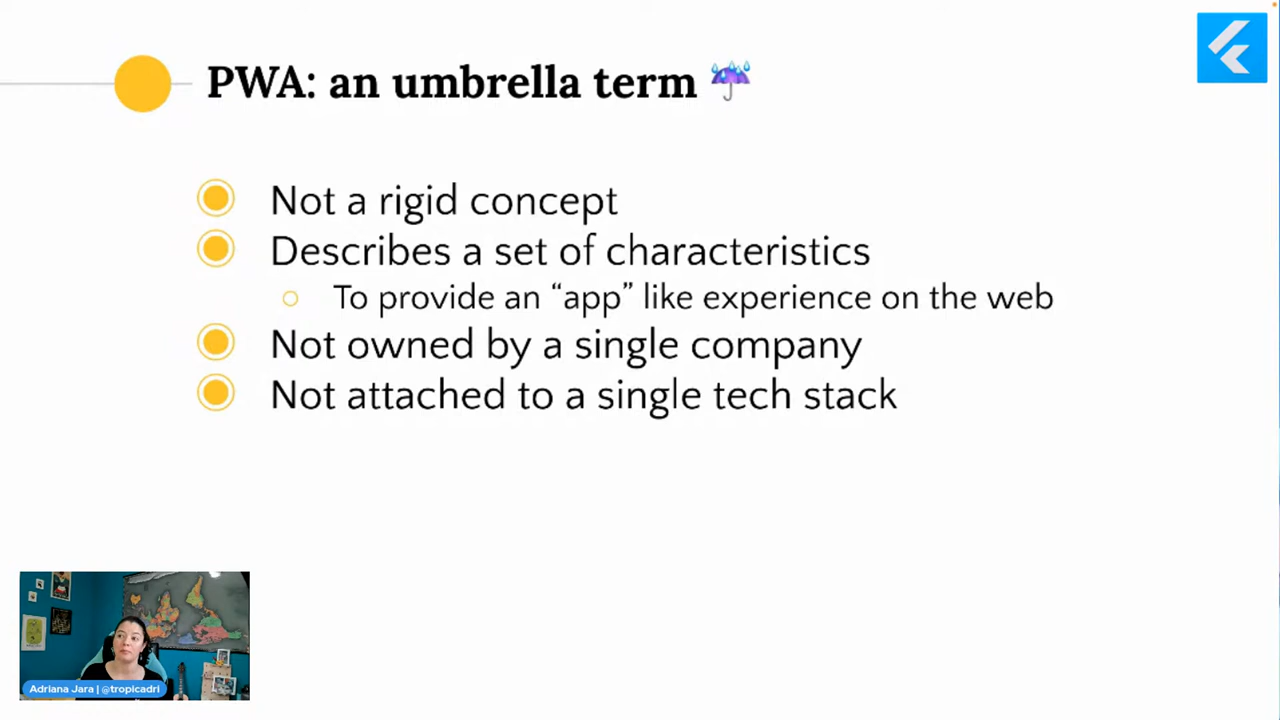 PWA: an umbrella term ☔
Not a rigid concept
Describes a set of characteristics
To provide an “app” like experience on the web
Not owned by a single company
Not attached to a single tech stack
Adriana Jara | @tropicadri